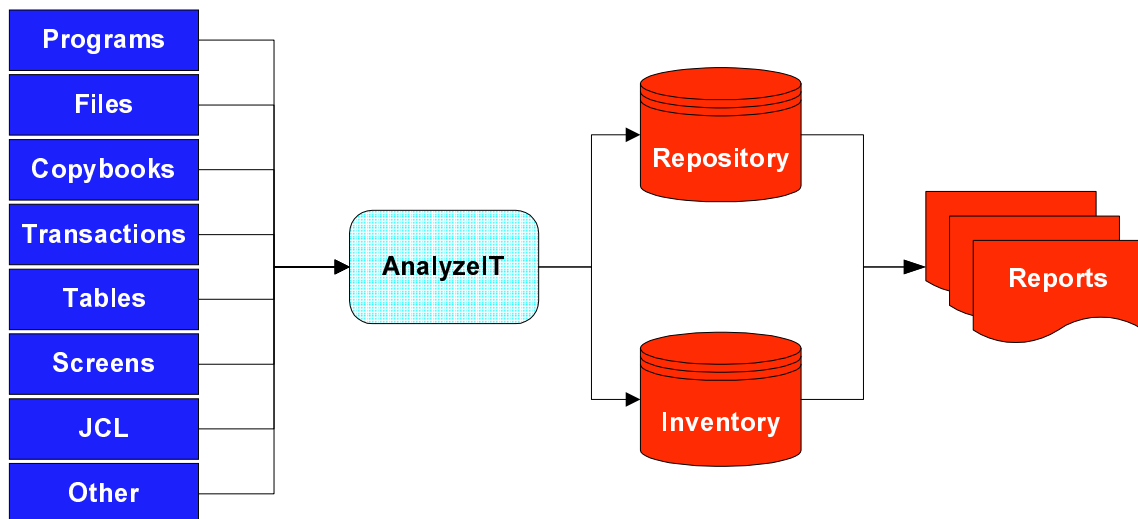 Programs
Files
Copybooks
Transactions
Tables
Screens
JCL
Other
AnalyzeIT
Repository
Inventory
Reports